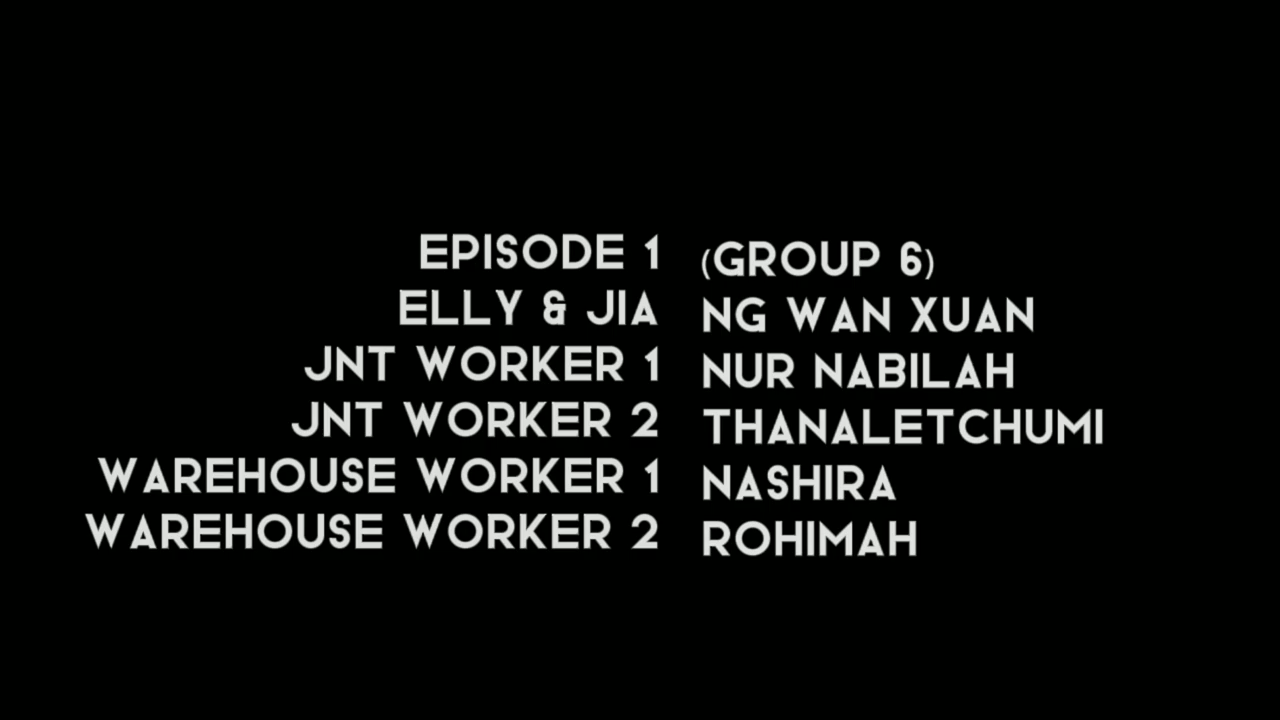 EPISODE 1 (GROUP 6)
ELLY & JIA NG WAN XUAN
JNT WORKER 1 NUR NABILAH
JNT WORKER 2 THANALETCHUMI
WAREHOUSE WORKER 1 NASHIRA
WAREHOUSE WORKER 2 ROHIMAH